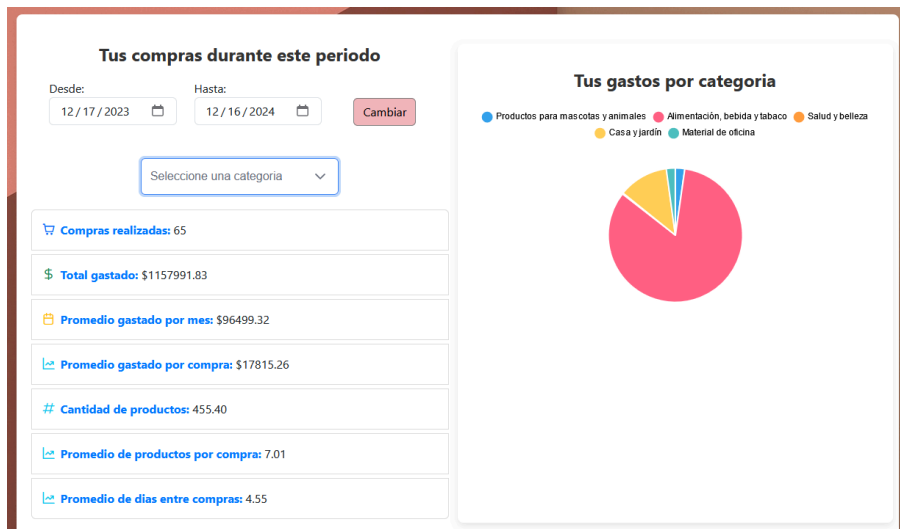 Tus compras durante este periodo
Desde:
Hasta:
12/17/2023
12/16/2024
Cambiar
Seleccione una categoria
Compras realizadas: 65
Total gastado: $1157991.83
Promedio gastado por mes: $96499.32
Promedio gastado por compra: $17815.26
Cantidad de productos: 455.40
Promedio de productos por compra: 7.01
Promedio de dias entre compras: 4.55
Tus gastos por categoria
Productos para mascotas y animales Alimentación, bebida y tabaco Salud y belleza
Casa y jardín Material de oficina